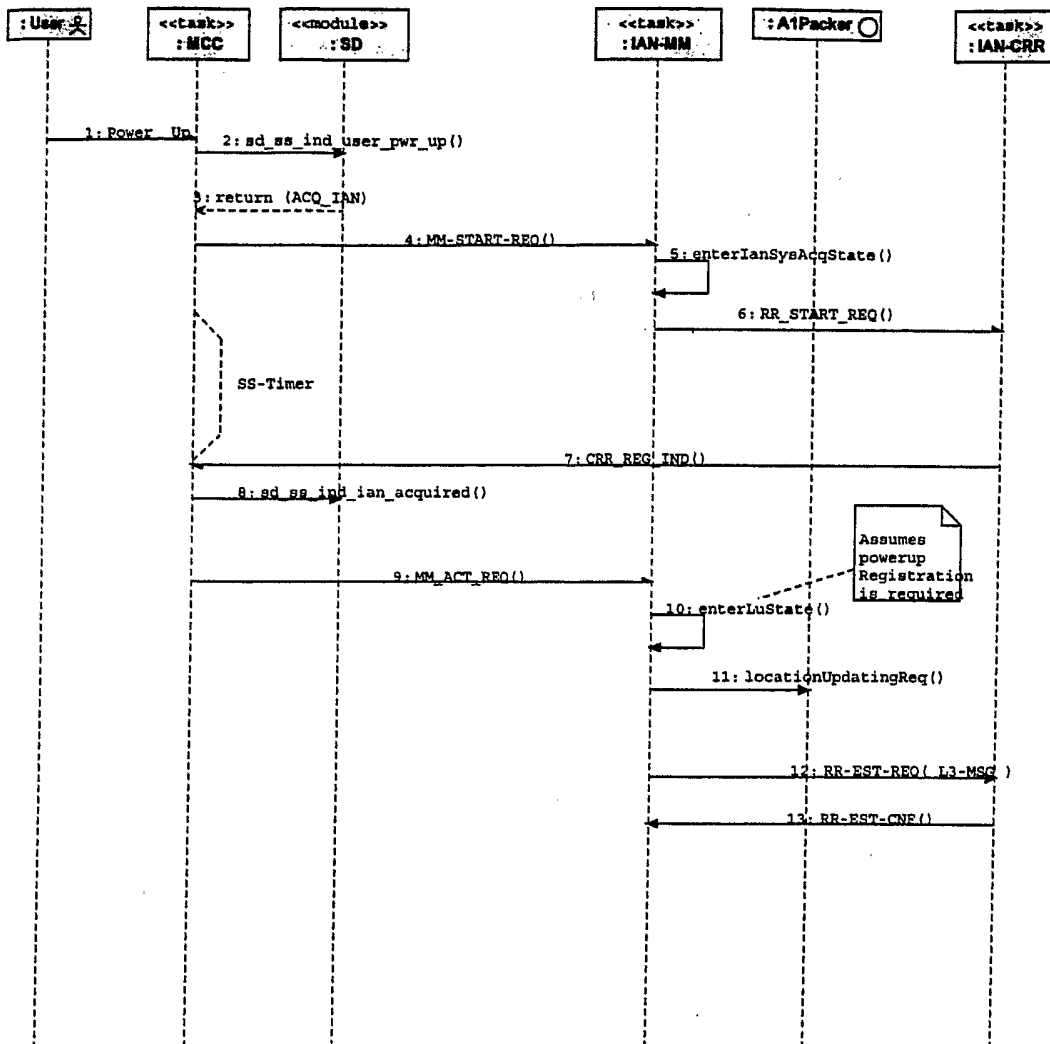 : User
<<task>>
: MCC
<<module>>
: SD
<<task>>
: IAN-MM
: A1Packer
<<task>>
: IAN-CRR
1: Power Up
2: sd_ss_ind_user_pwr_up()
3: return (ACQ_IAN)
4: MM-START-REQ()
5: enterIanSysAcqState()
6: RR_START_REQ()
SS-Timer
7: CRR_REG_IND()
8: sd_ss_ind_ian_acquired()
Assumes
powerup
Registration
is required
9: MM_ACT_REQ()
10: enterLuState()
11: locationUpdatingReq()
12: RR-EST-REQ( L3-MSG )
13: RR-EST-CNF()